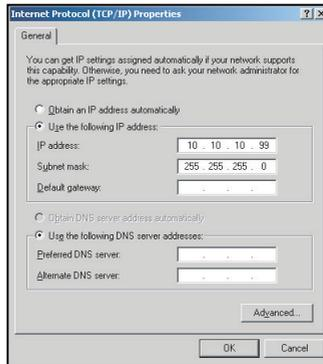 Internet Protocol (TCP/IP) Properties
General
You can get IP settings assigned automatically if your network supports
this capability. Otherwise, you need to ask your network administrator for
the appropriate IP settings.
Obtain an IP address automatically
Use the following IP address:
IP address: 10 . 10 . 10 . 99
Subnet mask: 255 . 255 . 255 . 0
Default gateway: . . .
Obtain DNS server address automatically
Use the following DNS server addresses:
Preferred DNS server: . . .
Alternate DNS server: . . .
Advanced...
OK Cancel